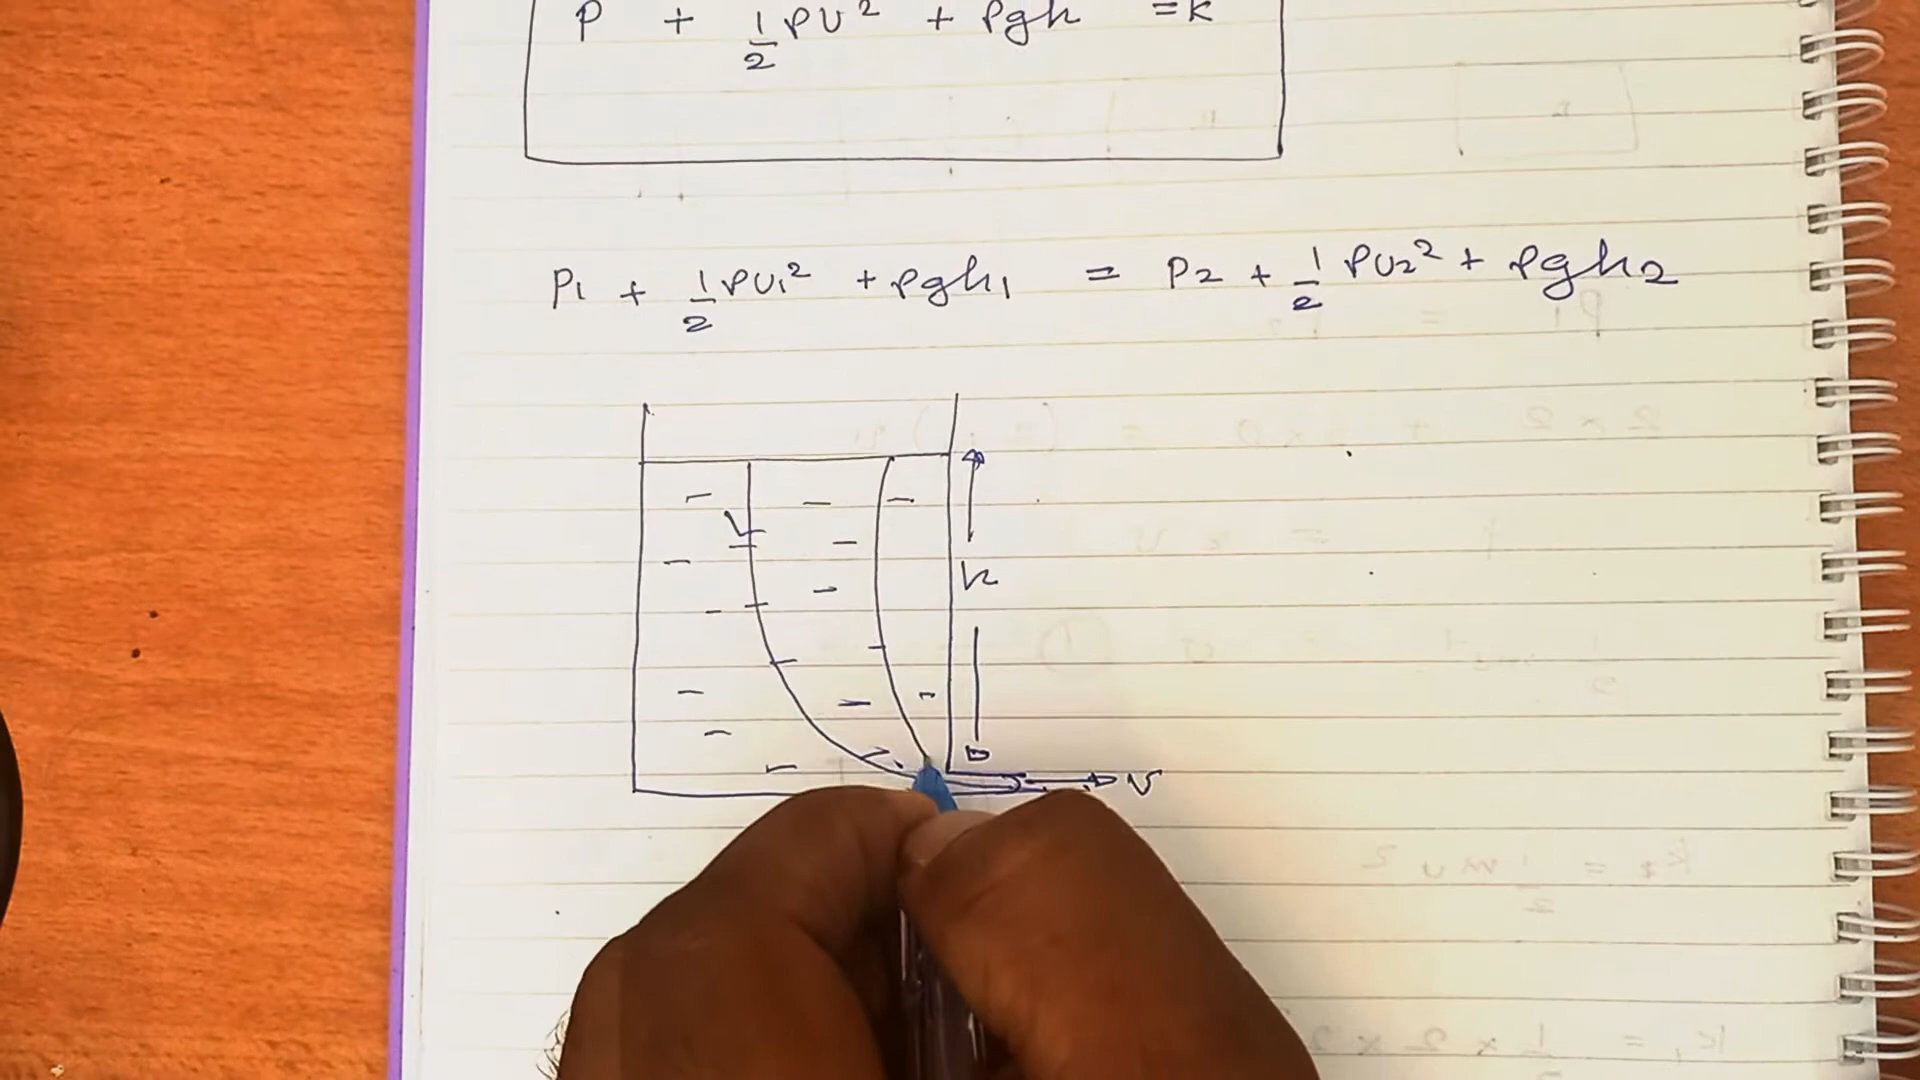 P + 1/2 ρv² + ρgh = k
P₁ + 1/2 ρv₁² + ρgh₁ = P₂ + 1/2 ρv₂² + ρgh₂
h
v